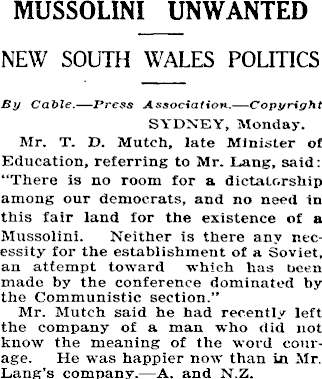 MUSSOLINI UNWANTED
NEW SOUTH WALES POLITICS
By Cable.—Press Association.—Copyright
SYDNEY, Monday.
Mr. T. D. Mutch, late Minister of
Education, referring to Mr. Lang, said:
"There is no room for a dictatorship
among our democrats, and no need in
this fair land for the existence of a
Mussolini. Neither is there any nec-
essity for the establishment of a Soviet,
an attempt toward which has been
made by the conference dominated by
the Communistic section."
Mr. Mutch said he had recently left
the company of a man who did not
know the meaning of the word cour-
age. He was happier now than in Mr.
Lang's company.—A. and N.Z.